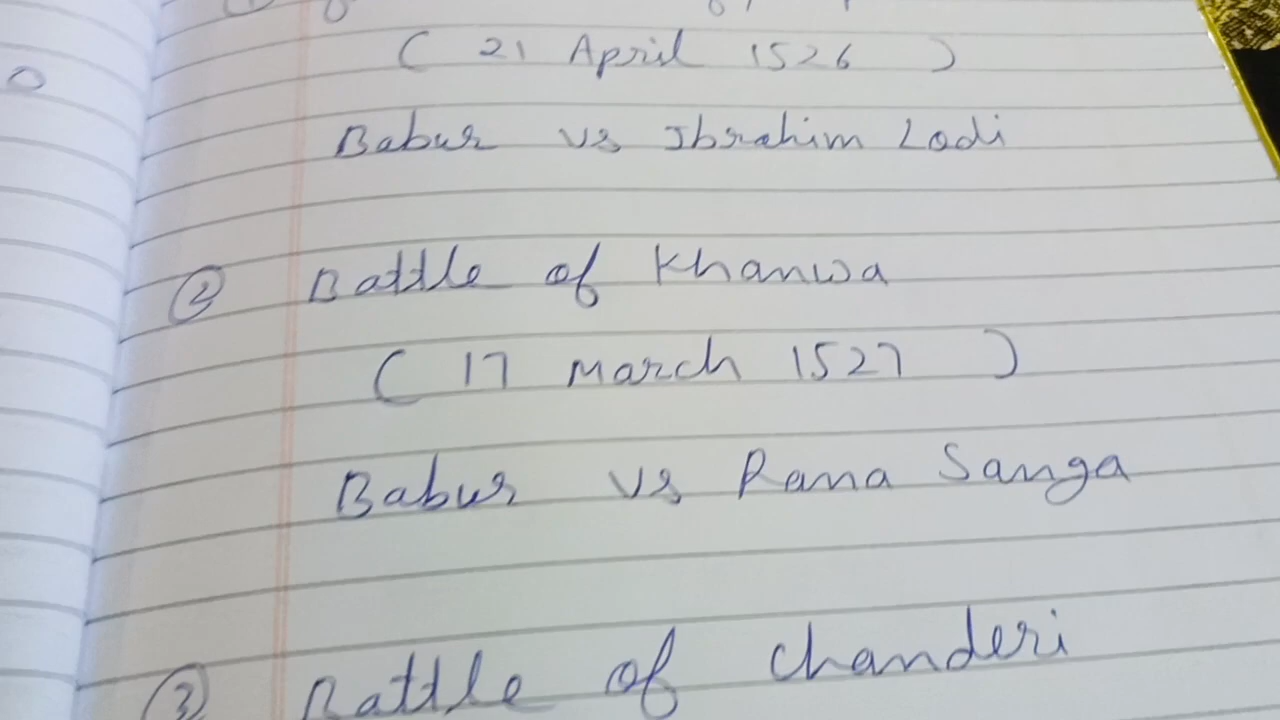 ( 21 April 1526 )
Babur vs Ibrahim Lodi
② Battle of Khanwa
( 17 March 1527 )
Babur vs Rana Sanga
③ Battle of Chanderi